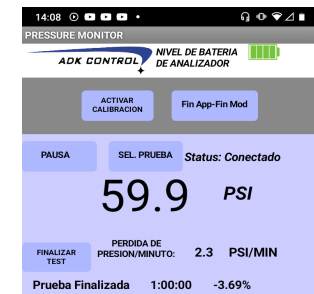 14:08
PRESSURE MONITOR
ADK CONTROL
NIVEL DE BATERIA
DE ANALIZADOR
ACTIVAR
CALIBRACION
Fin App-Fin Mod
PAUSA
SEL. PRUEBA
Status: Conectado
59.9 PSI
FINALIZAR
TEST
PERDIDA DE
PRESION/MINUTO:
2.3 PSI/MIN
Prueba Finalizada 1:00:00 -3.69%